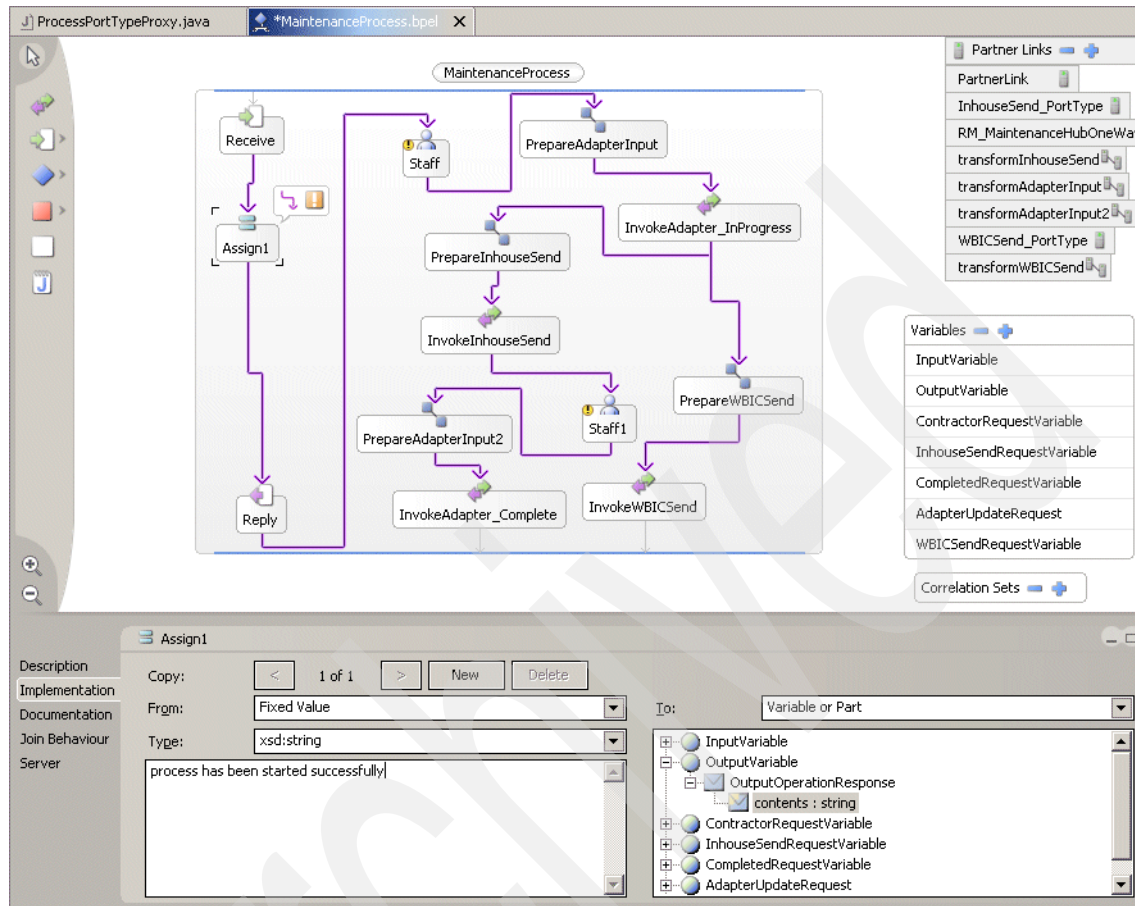 ProcessPortTypeProxy.java
*MaintenanceProcess.bpel
MaintenanceProcess
Receive
Assign1
Reply
Staff
PrepareAdapterInput
InvokeAdapter_InProgress
PrepareInhouseSend
InvokeInhouseSend
PrepareWBICSend
Staff1
PrepareAdapterInput2
InvokeAdapter_Complete
InvokeWBICSend
Partner Links
PartnerLink
InhouseSend_PortType
RM_MaintenanceHubOneWa
transformInhouseSend
transformAdapterInput
transformAdapterInput2
WBICSend_PortType
transformWBICSend
Variables
InputVariable
OutputVariable
ContractorRequestVariable
InhouseSendRequestVariable
CompletedRequestVariable
AdapterUpdateRequest
WBICSendRequestVariable
Correlation Sets
Assign1
Description
Implementation
Documentation
Join Behaviour
Server
Copy: < 1 of 1 > New Delete
From: Fixed Value
Type: xsd:string
process has been started successfully
To: Variable or Part
InputVariable
OutputVariable
OutputOperationResponse
contents : string
ContractorRequestVariable
InhouseSendRequestVariable
CompletedRequestVariable
AdapterUpdateRequest